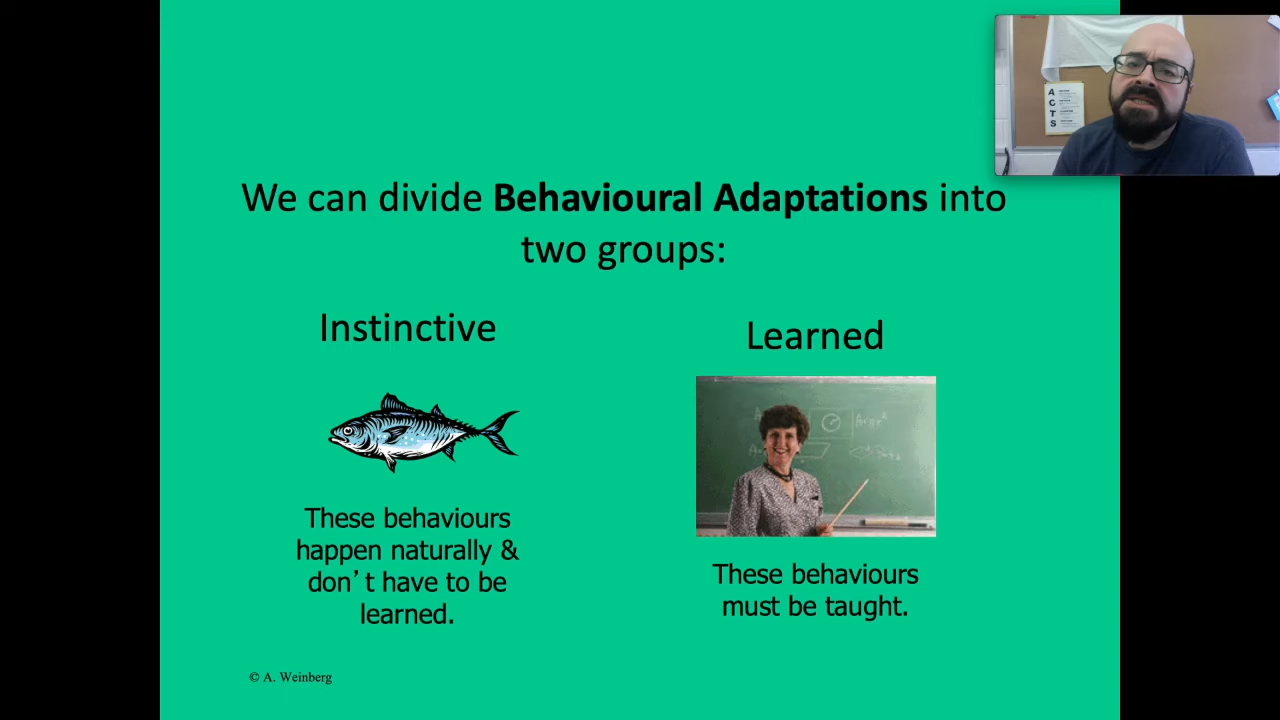 We can divide Behavioural Adaptations into
two groups:
Instinctive
Learned
These behaviours
happen naturally &
don’t have to be
learned.
These behaviours
must be taught.
© A. Weinberg
A
C
T
S